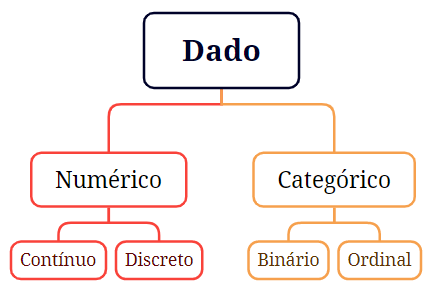 Dado
Numérico
Categórico
Contínuo
Discreto
Binário
Ordinal